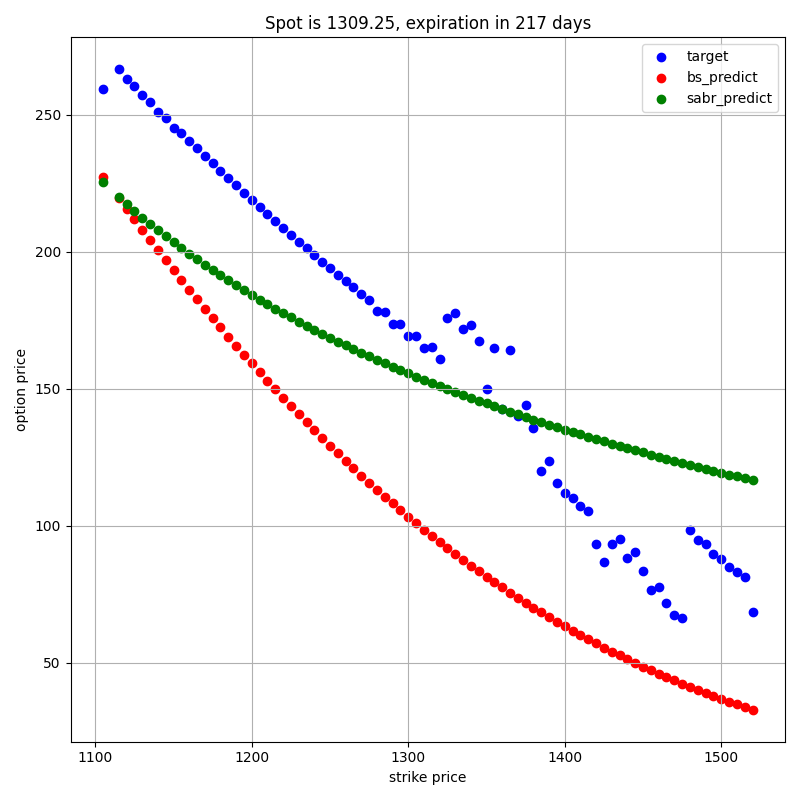 Spot is 1309.25, expiration in 217 days
target
bs_predict
sabr_predict
250
200
150
100
50
option price
1100
1200
1300
1400
1500
strike price